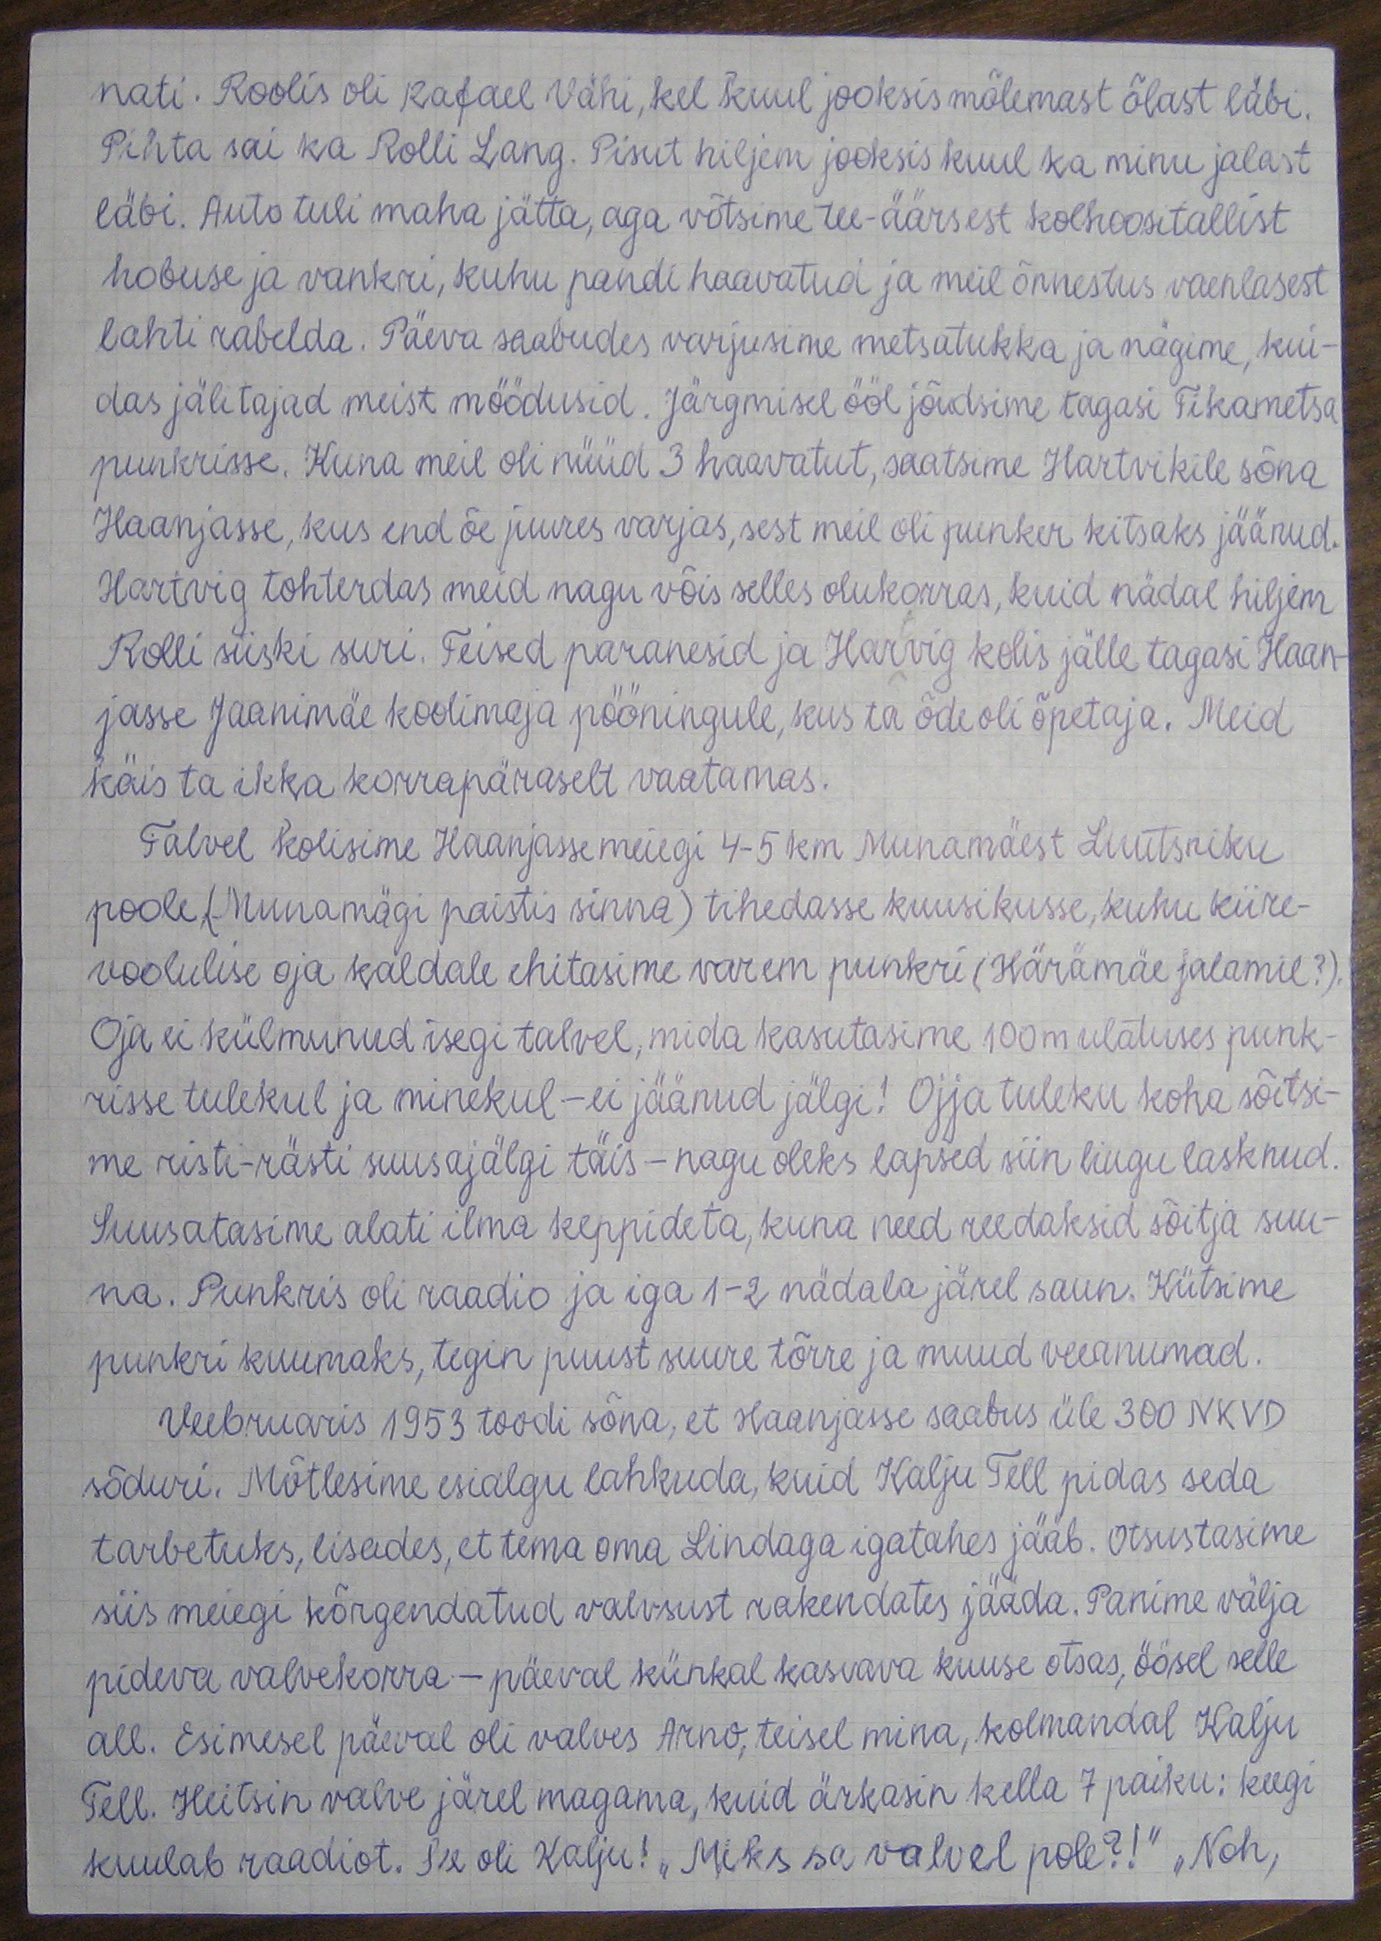 nati. Roolis oli Rafael Vähi, kel kuul jooksis mõlemast õlast läbi.
Pihta sai ka Rolli Lang. Pisut hiljem jooksis kuul ka minu jalast
läbi. Auto tuli maha jätta, aga võtsime tee-äärsest kolhoositallist
hobuse ja vankri, kuhu pandi haavatud ja meil õnnestus vaenlasest
lahti rabelda. Päeva saabudes varjusime metsatukka ja nägime, kui-
das jälitajad meist möödusid. Järgmisel ööl jõudsime tagasi Tikametsa
punkrisse. Kuna meil oli nüüd 3 haavatut, saatsime Hartvikile sõna
Haanjasse, kus end õe juures varjas, sest meil oli punker kitsaks jäänud.
Hartvig tohterdas meid nagu võis selles olukorras, kuid nädal hiljem
Rolli siiski suri. Teised paranesid ja Harvig kolis jälle tagasi Haan-
jasse Jaanimäe koolimaja pööningule, kus ta õde oli õpetaja. Meid
käis ta ikka korrapäraselt vaatamas.
Talvel kolisime Haanjasse meiegi 4-5 km Munamäest Luutsniku
poole, (Munamägi paistis sinna) tihedasse kuusikusse, kuhu kiire-
voolulise oja kaldale ehitasime varem punkri (Härämäe jalamil?).
Oja ei külmunud isegi talvel, mida kasutasime 100 m ulatuses punk-
risse tulekul ja minekul – ei jäänud jälgi! Ojja tuleku koha sõitsi-
me risti-rästi suusajälgi täis – nagu oleks lapsed siin liugu lasknud.
Suusatasime alati ilma keppideta, kuna need reedaksid sõitja suu-
na. Punkris oli raadio ja iga 1-2 nädala järel saun. Kütsime
punkri kuumaks, tegin puust suure tõrre ja muud veeanumad.
Veebruaris 1953 toodi sõna, et Haanjasse saabus üle 300 NKVD
sõduri. Mõtlesime esialgu lahkuda, kuid Kalju Tell pidas seda
tarbetuks, lisades, et tema oma Lindaga igatahes jääb. Otsustasime
siis meiegi kõrgendatud valvsust rakendates jääda. Panime välja
pideva valvekorra – päeval künkal kasvava kuuse otsas, öösel selle
all. Esimesel päeval oli valves Arno, teisel mina, kolmandal Kalju
Tell. Heitsin valve järel magama, kuid ärkasin kella 7 paiku: keegi
kuulab raadiot. See oli Kalju! „Miks sa valvel pole?!" „Noh,